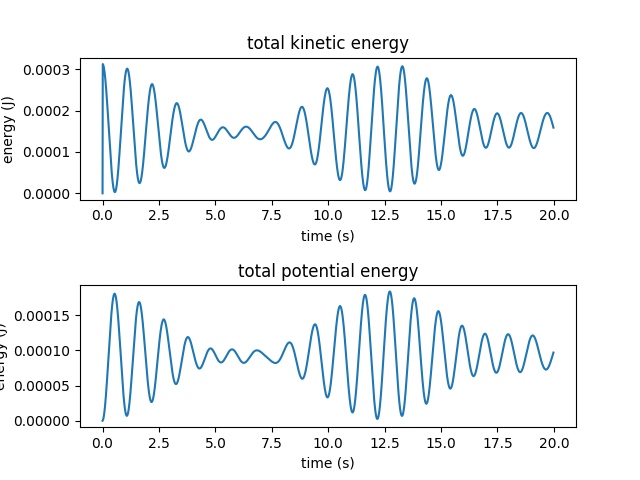 total kinetic energy
energy (J)
0.0003
0.0002
0.0001
0.0000
0.0 2.5 5.0 7.5 10.0 12.5 15.0 17.5 20.0
time (s)
total potential energy
energy (J)
0.00015
0.00010
0.00005
0.00000
0.0 2.5 5.0 7.5 10.0 12.5 15.0 17.5 20.0
time (s)